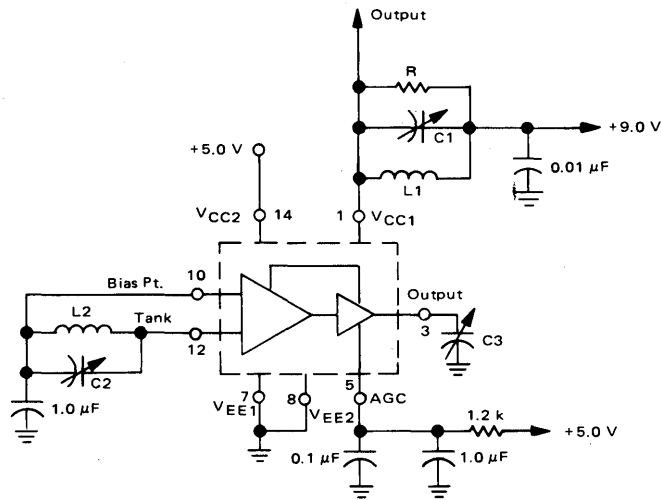 Output
R
C1
+9.0 V
0.01 µF
L1
+5.0 V
VCC2 14
1 VCC1
Bias Pt. 10
L2
Tank
12
C2
1.0 µF
Output
3
C3
7
VEE1
8
VEE2
5
AGC
1.2 k
+5.0 V
0.1 µF
1.0 µF